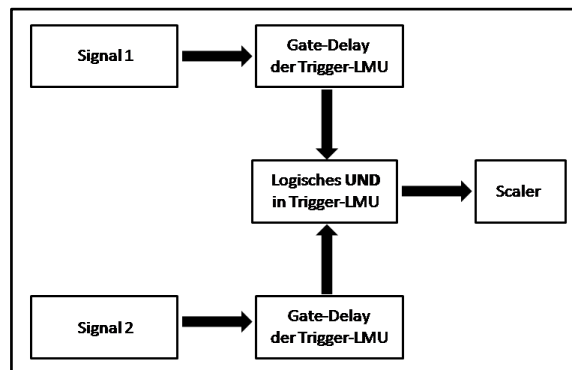 Signal 1
Gate-Delay
der Trigger-LMU
Logisches UND
in Trigger-LMU
Scaler
Signal 2
Gate-Delay
der Trigger-LMU